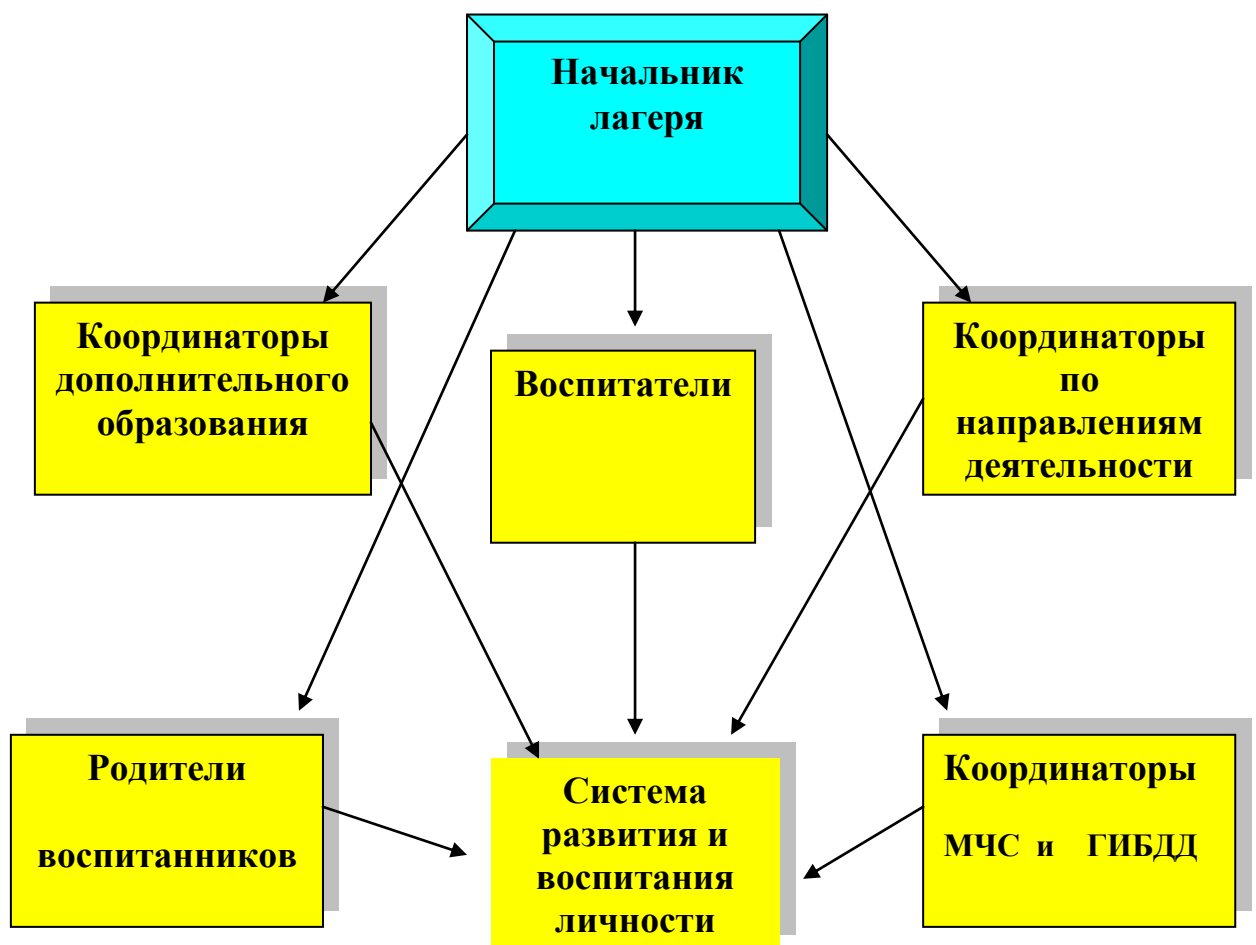 Начальник
лагеря
Координаторы
дополнительного
образования
Воспитатели
Координаторы
по
направлениям
деятельности
Родители
воспитанников
Система
развития и
воспитания
личности
Координаторы
МЧС и ГИБДД